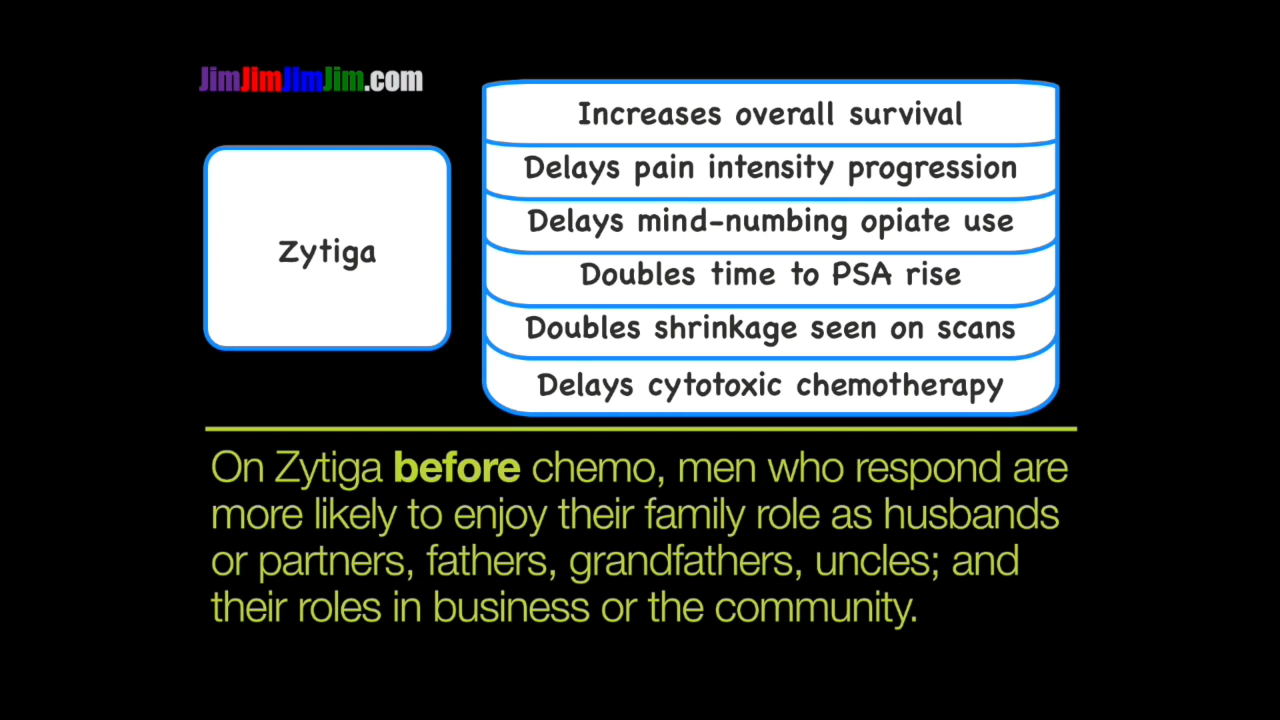 JimJimJimJim.com
Zytiga
Increases overall survival
Delays pain intensity progression
Delays mind-numbing opiate use
Doubles time to PSA rise
Doubles shrinkage seen on scans
Delays cytotoxic chemotherapy
On Zytiga before chemo, men who respond are
more likely to enjoy their family role as husbands
or partners, fathers, grandfathers, uncles; and
their roles in business or the community.